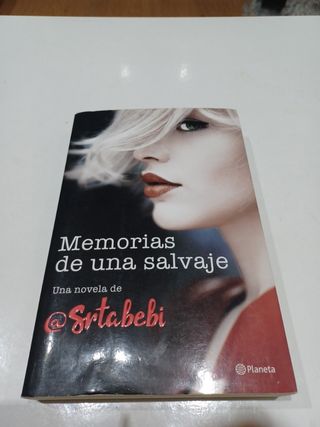 Memorias
de una salvaje
Una novela de
@Srtabebi
Planeta